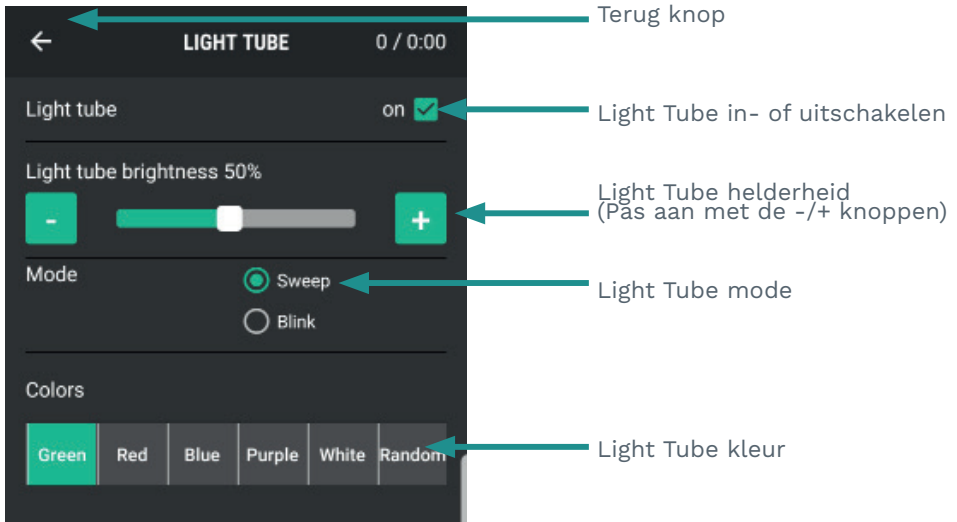 LIGHT TUBE 0 / 0:00
Terug knop
Light tube on
Light Tube in- of uitschakelen
Light tube brightness 50%
- +
Light Tube helderheid
(Pas aan met de -/+ knoppen)
Mode
Sweep
Blink
Light Tube mode
Colors
Green Red Blue Purple White Random
Light Tube kleur